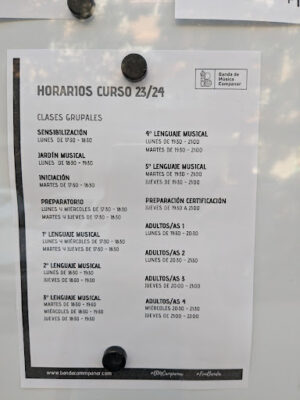 HORARIOS CURSO 23/24
Banda de
Música
Campanar
CLASES GRUPALES
SENSIBILIZACIÓN
LUNES DE 17:30 - 18:30
JARDÍN MUSICAL
LUNES DE 18:30 - 19:30
INICIACIÓN
MARTES DE 17:30 - 18:30
PREPARATORIO
LUNES Y MIÉRCOLES DE 17:30 - 18:30
MARTES Y JUEVES DE 17:30 - 18:30
1º LENGUAJE MUSICAL
LUNES Y MIÉRCOLES DE 17:30 - 18:30
MARTES Y JUEVES DE 17:30 - 18:30
2º LENGUAJE MUSICAL
LUNES DE 18:30 - 19:30
JUEVES DE 18:30 - 19:30
3º LENGUAJE MUSICAL
MARTES DE 18:30 - 19:30
MIÉRCOLES DE 18:30 - 19:30
JUEVES DE 18:30 - 19:30
4º LENGUAJE MUSICAL
LUNES DE 19:30 - 21:00
MARTES DE 19:30 - 21:00
5º LENGUAJE MUSICAL
MARTES DE 19:30 - 21:00
JUEVES DE 19:30 - 21:00
PREPARACIÓN CERTIFICACIÓN
JUEVES DE 19:30 A 21:00
ADULTOS/AS 1
LUNES DE 19:30 - 20:30
ADULTOS/AS 2
LUNES DE 20:30 - 21:30
ADULTOS/AS 3
JUEVES DE 20:00 - 21:00
ADULTOS/AS 4
MIÉRCOLES 20:30 - 21:30
JUEVES DE 21:00 - 22:00
www.bandacampanar.com